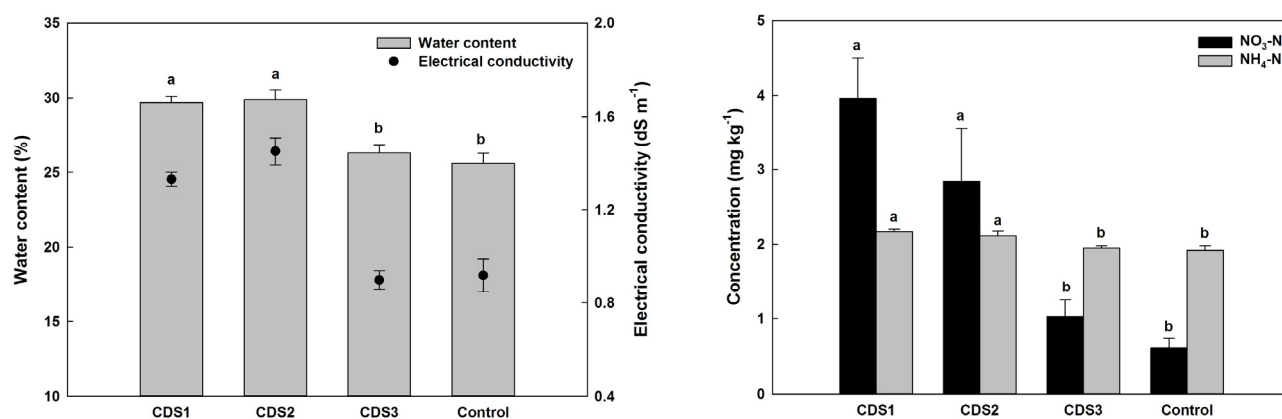 35
30
25
20
15
10
Water content (%)
Water content
Electrical conductivity
a
a
b
b
2.0
1.6
1.2
0.8
0.4
Electrical conductivity (dS m⁻¹)
CDS1 CDS2 CDS3 Control
5
4
3
2
1
0
Concentration (mg kg⁻¹)
NO₃-N
NH₄-N
a
a
a
a
b
b
b
b
CDS1 CDS2 CDS3 Control